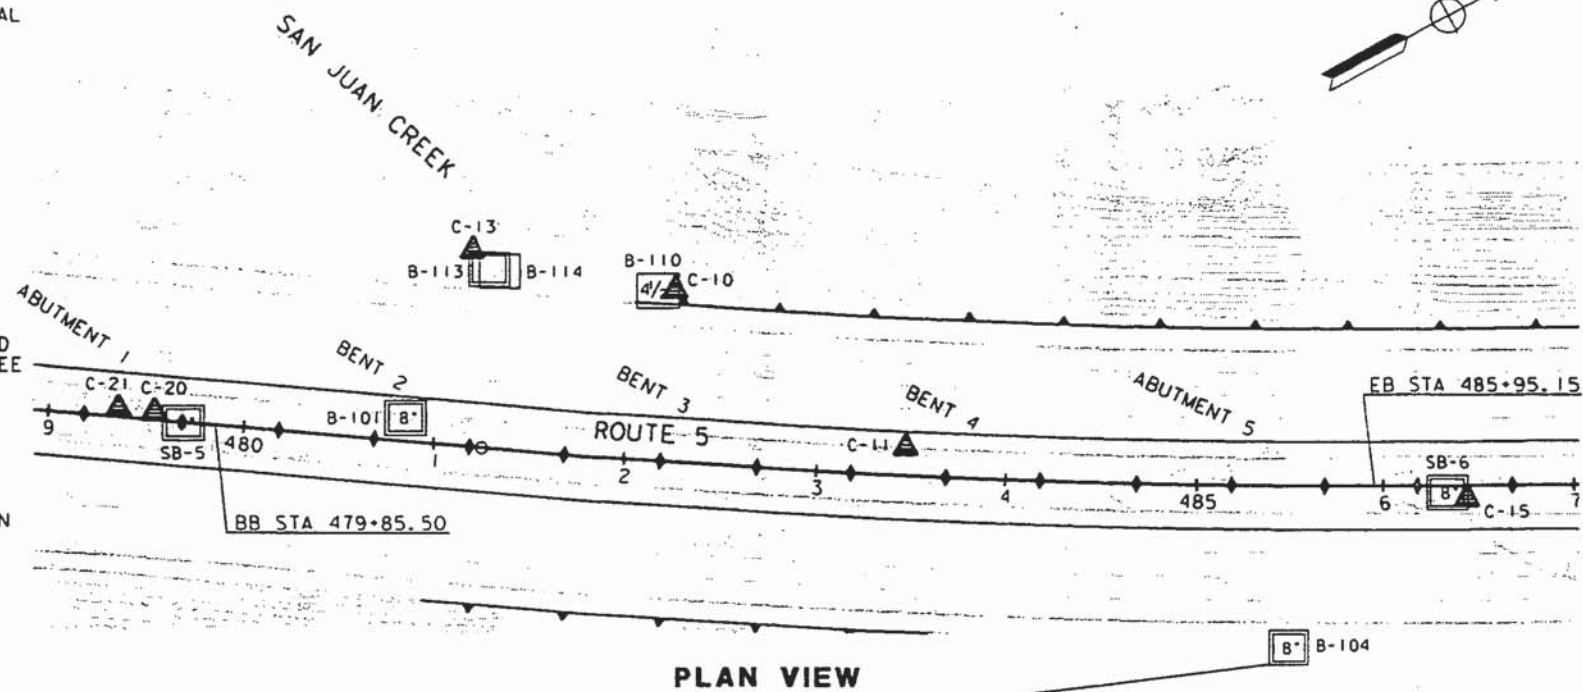 AL
SAN JUAN CREEK
C-13
B-113
B-114
B-110
C-10
ABUTMENT 1
D
EE
BENT 2
BENT 3
BENT 4
ABUTMENT 5
EB STA 485+95.15
C-21
C-20
B-101
8"
9
SB-5
480
1
ROUTE 5
2
C-11
3
4
485
SB-6
8"
6
7
C-15
N
BB STA 479+85.50
8"
B-104
PLAN VIEW